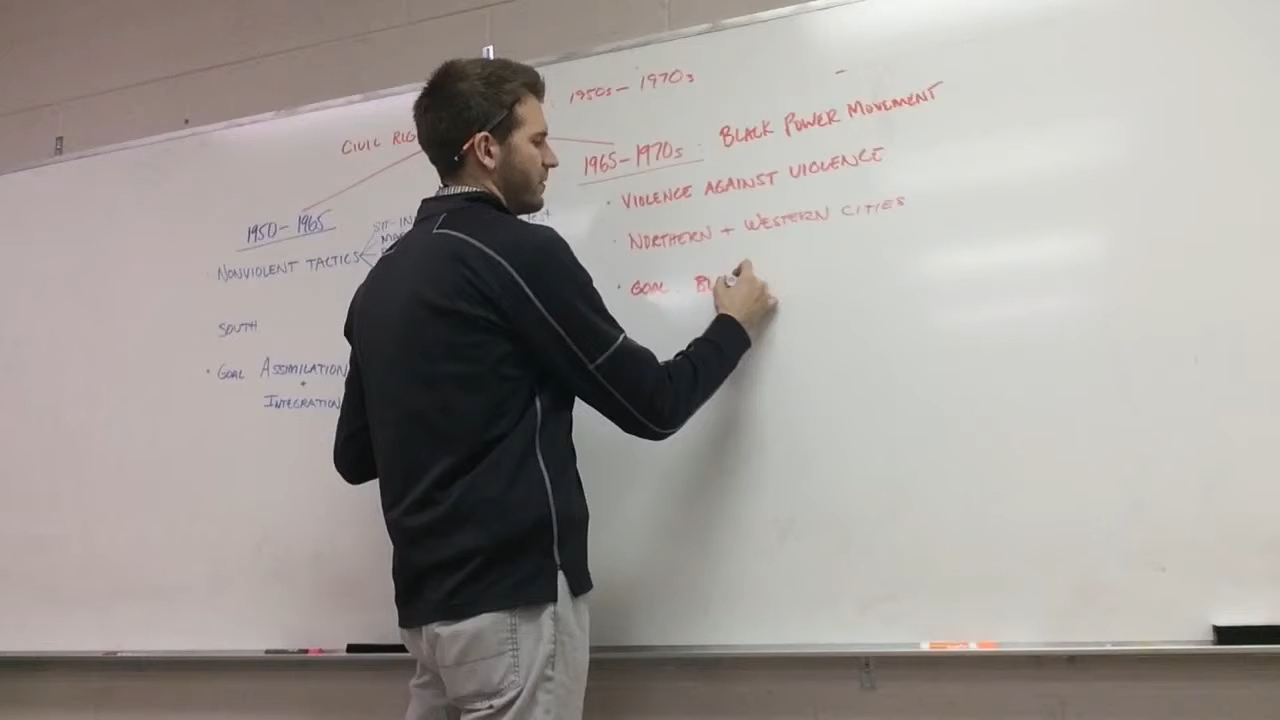 1950s - 1970s
CIVIL RIG
1965-1970s : BLACK POWER MOVEMENT
· VIOLENCE AGAINST VIOLENCE
· NORTHERN + WESTERN CITIES
· GOAL. BL
1950-1965
SIT-IN
MA
· NONVIOLENT TACTICS
SOUTH
· GOAL ASSIMILATION
+
INTEGRATION